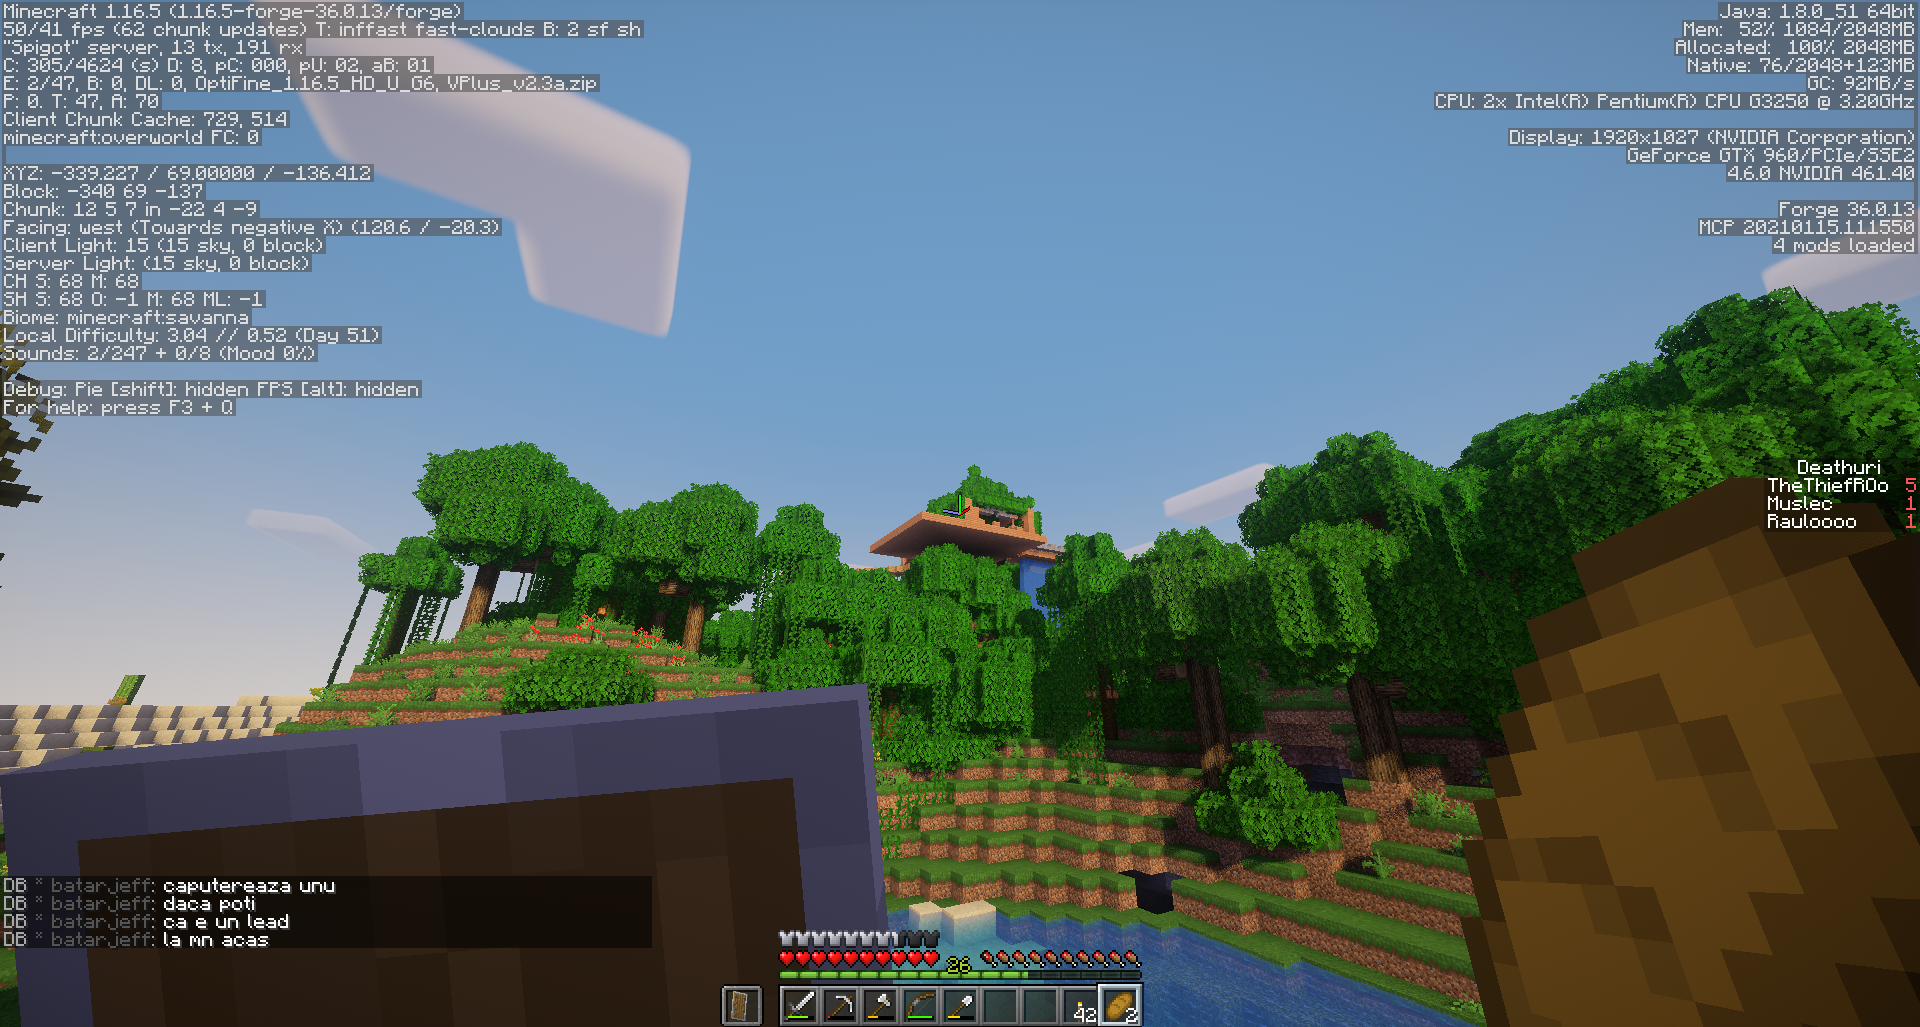 Minecraft 1.16.5 (1.16.5-forge-36.0.13/forge)
50/41 fps (62 chunk updates) T: inffast fast-clouds B: 2 sf sh
"Spigot" server, 13 tx, 191 rx
C: 305/4624 (s) D: 8, pC: 000, pU: 02, aB: 01
E: 2/47, B: 0, DL: 0, OptiFine_1.16.5_HD_U_G6, VPlus_v2.3a.zip
P: 0. T: 47, A: 70
Client Chunk Cache: 729, 514
minecraft:overworld FC: 0
XYZ: -339.227 / 69.00000 / -136.412
Block: -340 69 -137
Chunk: 12 5 7 in -22 4 -9
Facing: west (Towards negative X) (120.6 / -20.3)
Client Light: 15 (15 sky, 0 block)
Server Light: (15 sky, 0 block)
CH S: 68 M: 68
SH S: 68 O: -1 M: 68 ML: -1
Biome: minecraft:savanna
Local Difficulty: 3.04 // 0.52 (Day 51)
Sounds: 2/247 + 0/8 (Mood 0%)
Debug: Pie [shift]: hidden FPS [alt]: hidden
For help: press F3 + Q
Java: 1.8.0_51 64bit
Mem: 52% 1084/2048MB
Allocated: 100% 2048MB
Native: 76/2048+123MB
GC: 92MB/s
CPU: 2x Intel(R) Pentium(R) CPU G3250 @ 3.20GHz
Display: 1920x1027 (NVIDIA Corporation)
GeForce GTX 960/PCIe/SSE2
4.6.0 NVIDIA 461.40
Forge 36.0.13
MCP 20210115.111550
4 mods loaded
Deathuri
TheThiefR0o 5
Muslec 1
Rauloooo 1
DB * batarjeff: caputereaza unu
DB * batarjeff: daca poti
DB * batarjeff: ca e un lead
DB * batarjeff: la mn acas
26
42
2